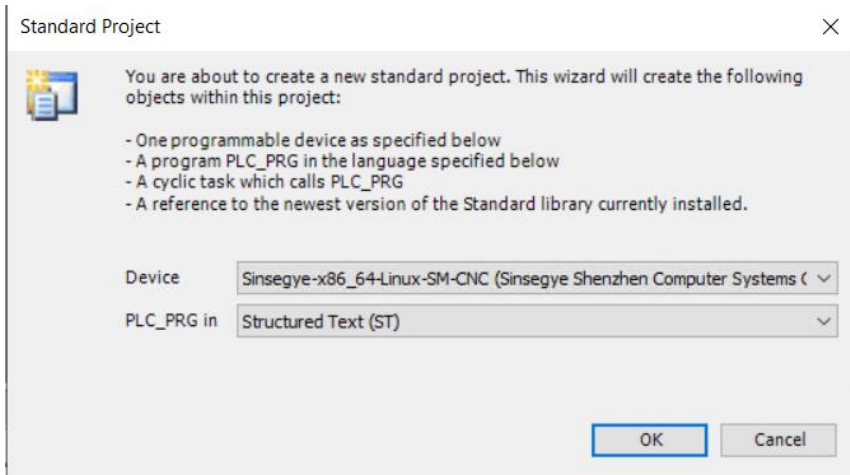 Standard Project
You are about to create a new standard project. This wizard will create the following
objects within this project:
- One programmable device as specified below
- A program PLC_PRG in the language specified below
- A cyclic task which calls PLC_PRG
- A reference to the newest version of the Standard library currently installed.
Device Sinsegye-x86_64-Linux-SM-CNC (Sinsegye Shenzhen Computer Systems (
PLC_PRG in Structured Text (ST)
OK Cancel